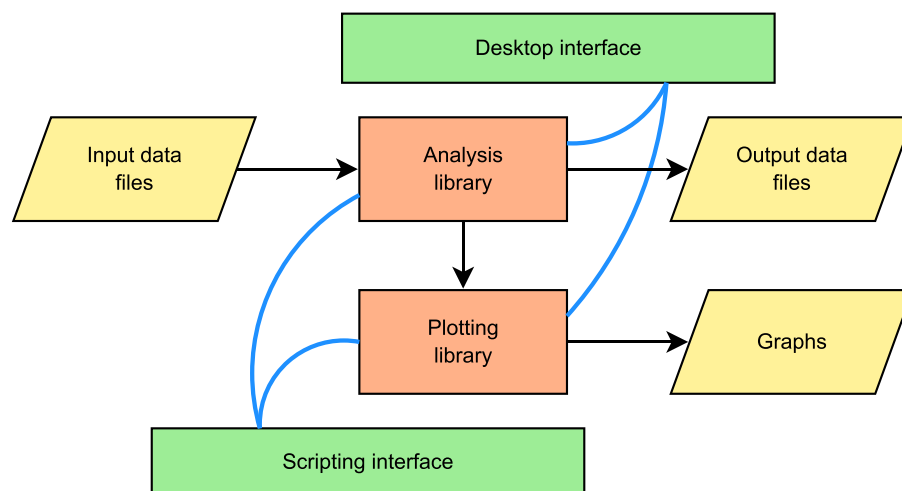 Desktop interface
Input data
files
Analysis
library
Output data
files
Plotting
library
Graphs
Scripting interface